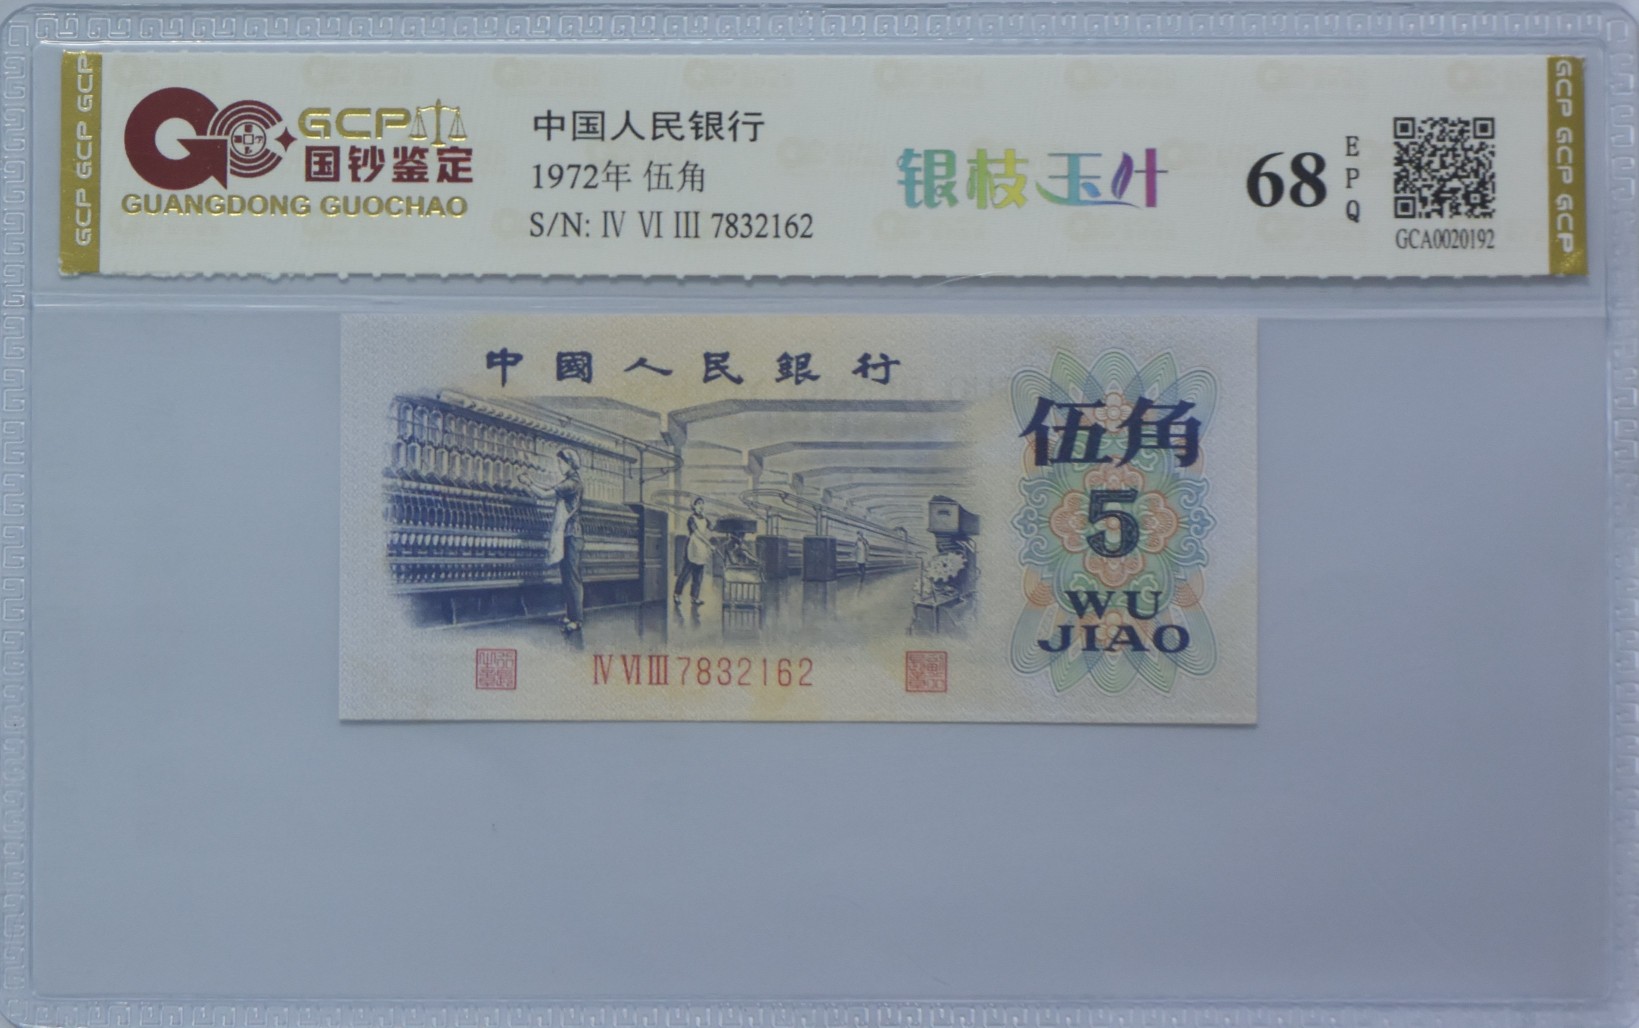 GCP GCP GCP
GCP
国钞鉴定
GUANGDONG GUOCHAO
中国人民银行
1972年 伍角
S/N: Ⅳ Ⅵ Ⅲ 7832162
银枝玉叶
68
EPQ
GCA0020192
GCP GCP GCP
中國人民銀行
伍角
5
WU
JIAO
Ⅳ Ⅵ Ⅲ 7832162